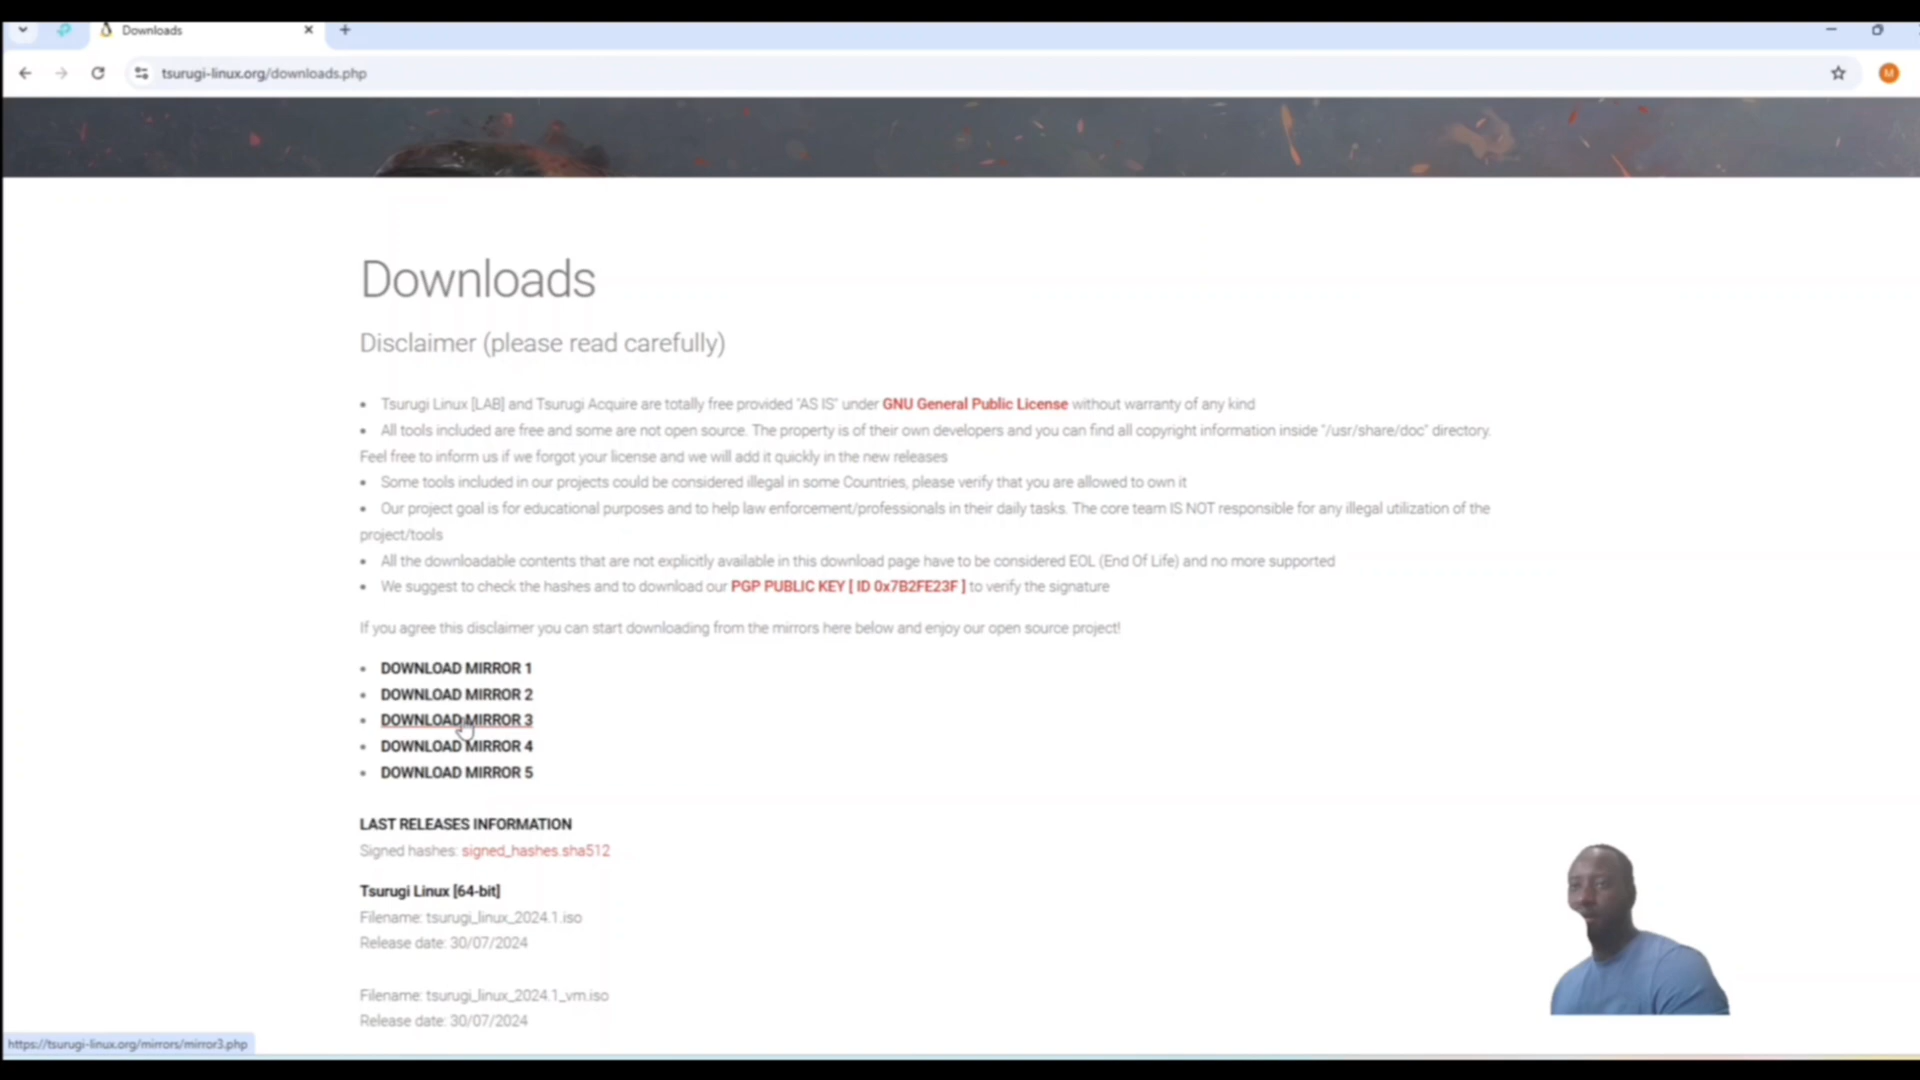 Downloads
tsurugi-linux.org/downloads.php
M
Downloads
Disclaimer (please read carefully)
Tsurugi Linux [LAB] and Tsurugi Acquire are totally free provided "AS IS" under GNU General Public License without warranty of any kind
All tools included are free and some are not open source. The property is of their own developers and you can find all copyright information inside "/usr/share/doc" directory.
Feel free to inform us if we forgot your license and we will add it quickly in the new releases
Some tools included in our projects could be considered illegal in some Countries, please verify that you are allowed to own it
Our project goal is for educational purposes and to help law enforcement/professionals in their daily tasks. The core team IS NOT responsible for any illegal utilization of the
project/tools
All the downloadable contents that are not explicitly available in this download page have to be considered EOL (End Of Life) and no more supported
We suggest to check the hashes and to download our PGP PUBLIC KEY [ ID 0x7B2FE23F ] to verify the signature
If you agree this disclaimer you can start downloading from the mirrors here below and enjoy our open source project!
DOWNLOAD MIRROR 1
DOWNLOAD MIRROR 2
DOWNLOAD MIRROR 3
DOWNLOAD MIRROR 4
DOWNLOAD MIRROR 5
LAST RELEASES INFORMATION
Signed hashes: signed_hashes.sha512
Tsurugi Linux [64-bit]
Filename: tsurugi_linux_2024.1.iso
Release date: 30/07/2024
Filename: tsurugi_linux_2024.1_vm.iso
Release date: 30/07/2024
https://tsurugi-linux.org/mirrors/mirror3.php